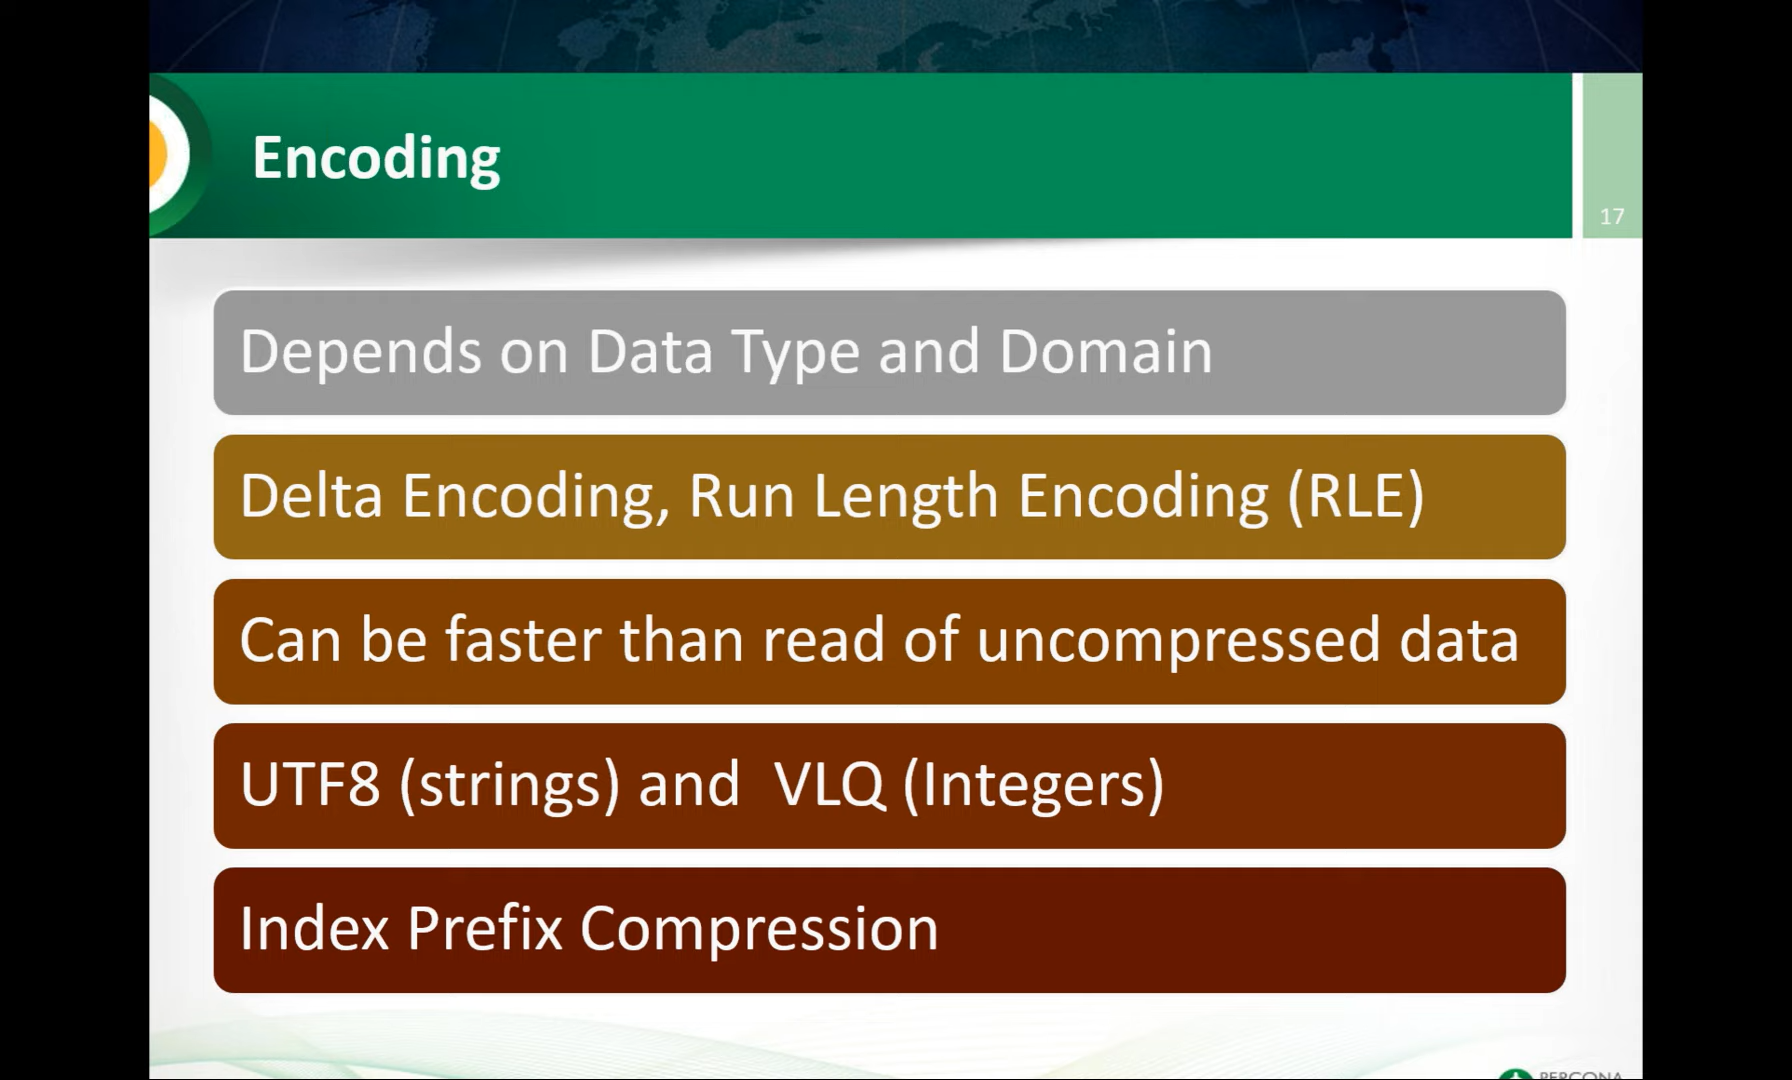 Encoding
17
Depends on Data Type and Domain
Delta Encoding, Run Length Encoding (RLE)
Can be faster than read of uncompressed data
UTF8 (strings) and  VLQ (Integers)
Index Prefix Compression
PERCONA